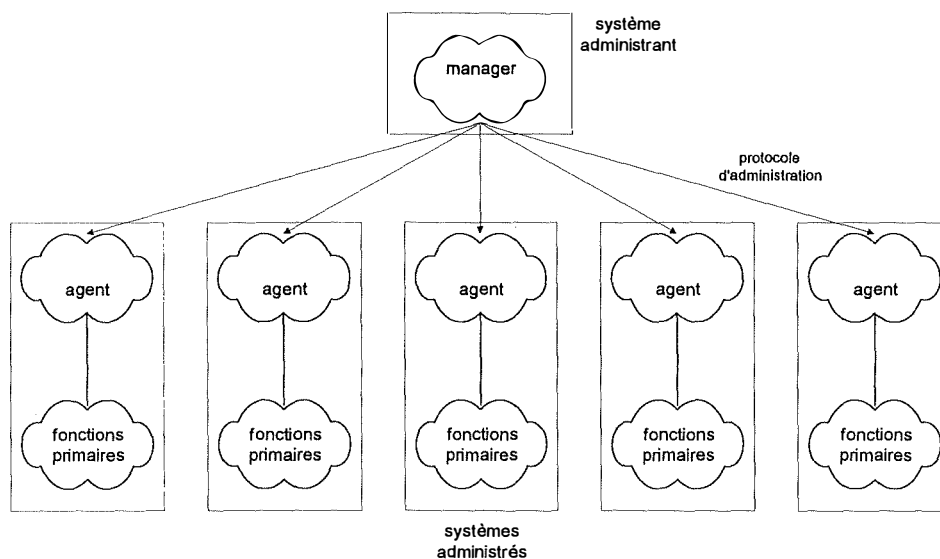 système
administrant
manager
protocole
d'administration
agent
agent
agent
agent
agent
fonctions
primaires
fonctions
primaires
fonctions
primaires
fonctions
primaires
fonctions
primaires
systèmes
administrés